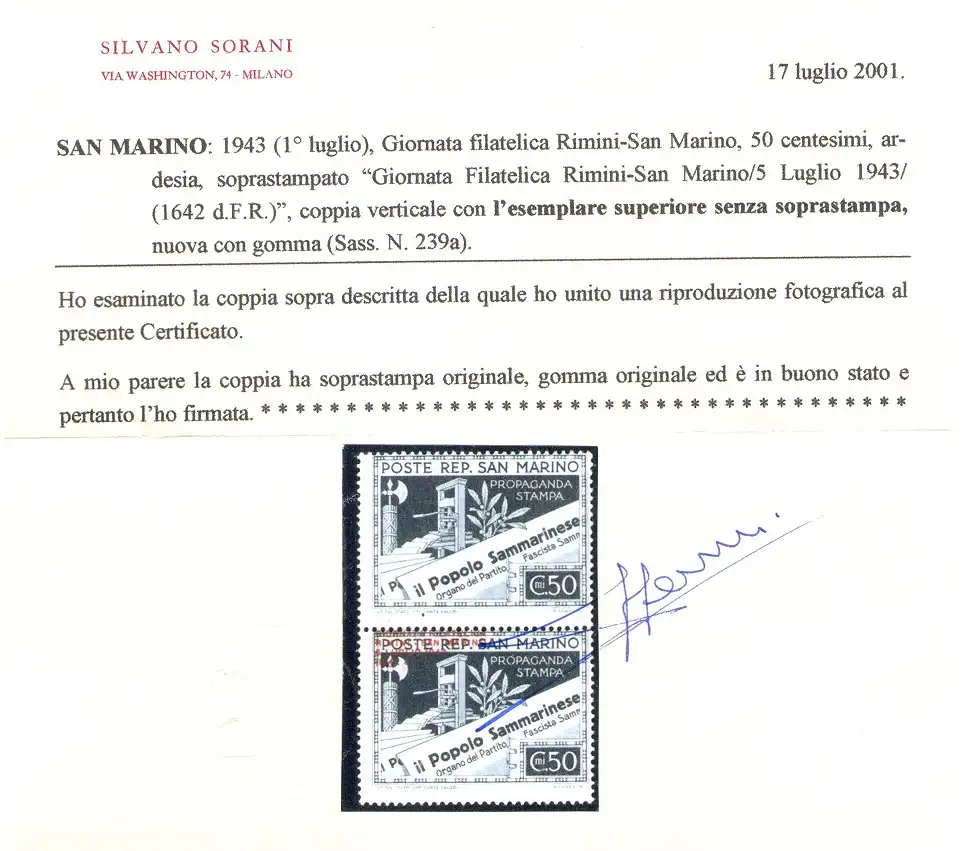 SILVANO SORANI
VIA WASHINGTON, 74 - MILANO
17 luglio 2001.
SAN MARINO: 1943 (1° luglio), Giornata filatelica Rimini-San Marino, 50 centesimi, ar-
desia, soprastampato “Giornata Filatelica Rimini-San Marino/5 Luglio 1943/
(1642 d.F.R.)”, coppia verticale con l'esemplare superiore senza soprastampa,
nuova con gomma (Sass. N. 239a).
Ho esaminato la coppia sopra descritta della quale ho unito una riproduzione fotografica al
presente Certificato.
A mio parere la coppia ha soprastampa originale, gomma originale ed è in buono stato e
pertanto l'ho firmata. * * * * * * * * * * * * * * * * * * * * * * * * * * * * * * * * * * * * * *
POSTE REP. SAN MARINO
PROPAGANDA
STAMPA
il Popolo Sammarinese
Organo del Partito Fascista Samm
Cmi 50
POSTE REP. SAN MARINO
PROPAGANDA
STAMPA
il Popolo Sammarinese
Organo del Partito Fascista Samm
Cmi 50